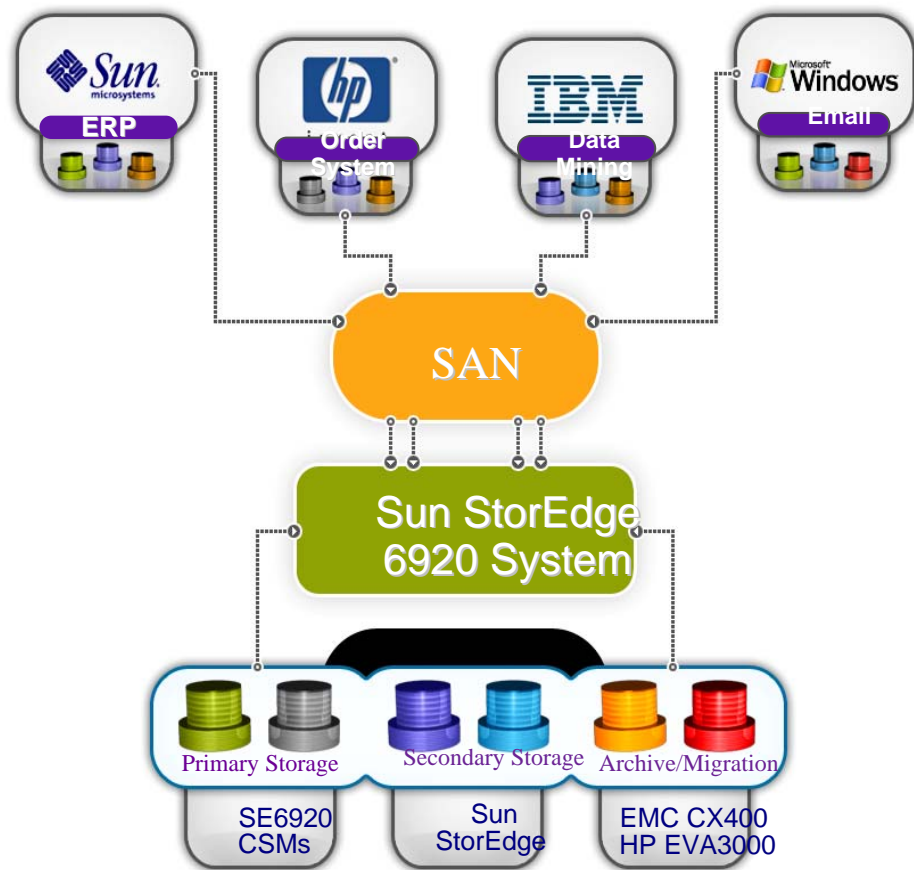 Sun
microsystems
ERP
hp
Order
System
IBM
Data
Mining
Microsoft
Windows
Email
SAN
Sun StorEdge
6920 System
Primary Storage
Secondary Storage
Archive/Migration
SE6920
CSMs
Sun
StorEdge
EMC CX400
HP EVA3000